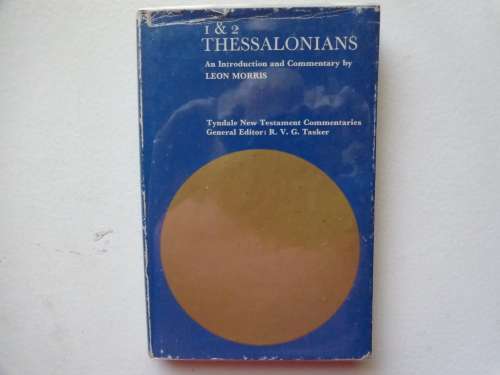 1 & 2
THESSALONIANS
An Introduction and Commentary by
LEON MORRIS
Tyndale New Testament Commentaries
General Editor: R. V. G. Tasker